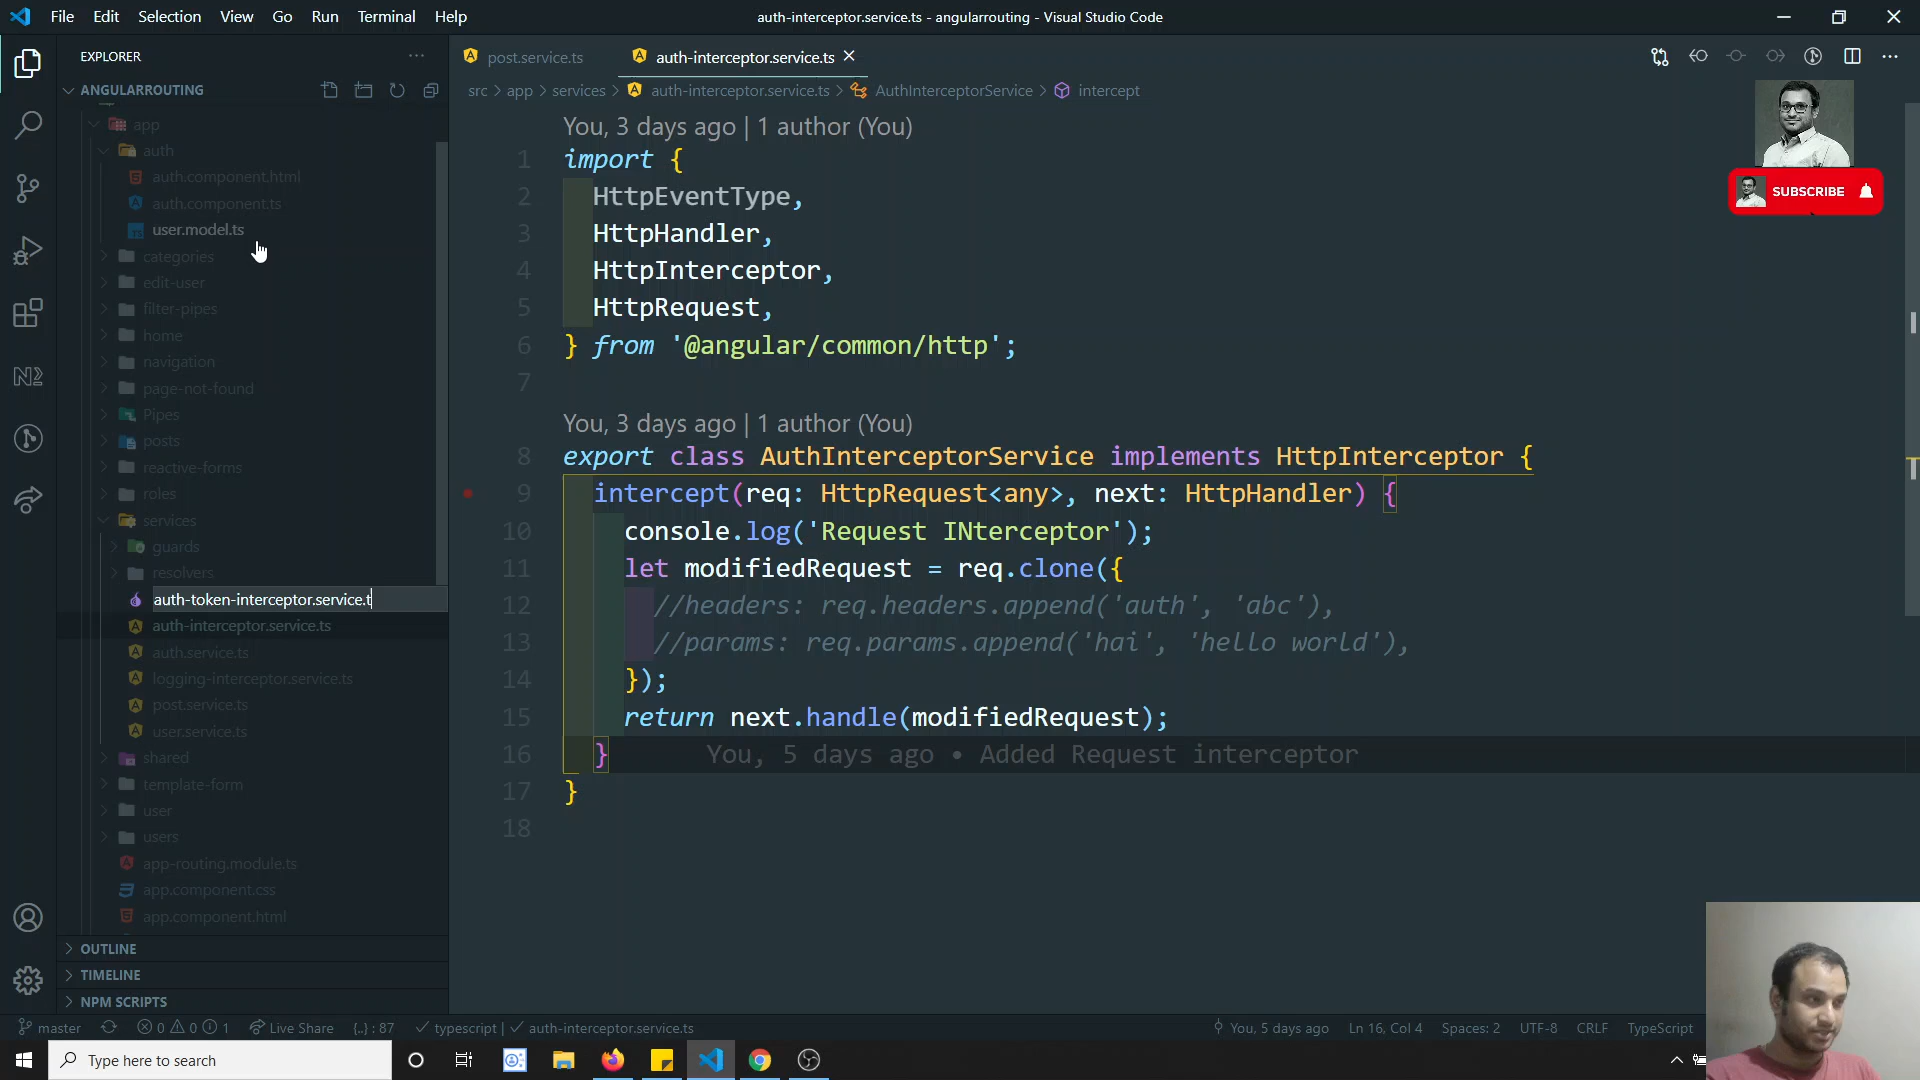 File Edit Selection View Go Run Terminal Help
auth-interceptor.service.ts - angularrouting - Visual Studio Code
EXPLORER
ANGULARROUTING
app
auth
auth.component.html
auth.component.ts
user.model.ts
categories
edit-user
filter-pipes
home
navigation
page-not-found
Pipes
posts
reactive-forms
roles
services
guards
resolvers
auth-token-interceptor.service.t
auth-interceptor.service.ts
auth.service.ts
logging-interceptor.service.ts
post.service.ts
user.service.ts
shared
template-form
user
users
app-routing.module.ts
app.component.css
app.component.html
OUTLINE
TIMELINE
NPM SCRIPTS
post.service.ts auth-interceptor.service.ts
src > app > services > auth-interceptor.service.ts > AuthInterceptorService > intercept
You, 3 days ago | 1 author (You)
1 import {
2 HttpEventType,
3 HttpHandler,
4 HttpInterceptor,
5 HttpRequest,
6 } from '@angular/common/http';
7
You, 3 days ago | 1 author (You)
8 export class AuthInterceptorService implements HttpInterceptor {
9 intercept(req: HttpRequest<any>, next: HttpHandler) {
10 console.log('Request INterceptor');
11 let modifiedRequest = req.clone({
12 //headers: req.headers.append('auth', 'abc'),
13 //params: req.params.append('hai', 'hello world'),
14 });
15 return next.handle(modifiedRequest);
16 } You, 5 days ago • Added Request interceptor
17 }
18
SUBSCRIBE
master 0 0 1 Live Share {..} : 87 typescript | auth-interceptor.service.ts You, 5 days ago Ln 16, Col 4 Spaces: 2 UTF-8 CRLF TypeScript
Type here to search